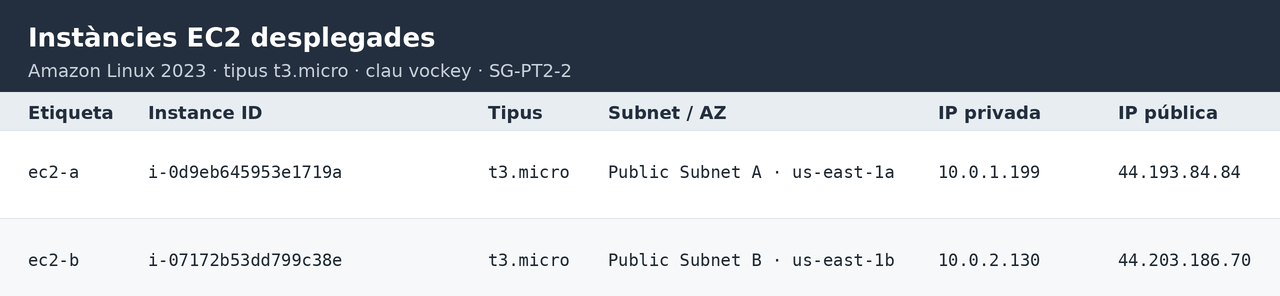 Instàncies EC2 desplegades
Amazon Linux 2023 · tipus t3.micro · clau vockey · SG-PT2-2
Etiqueta Instance ID Tipus Subnet / AZ IP privada IP pública
ec2-a i-0d9eb645953e1719a t3.micro Public Subnet A · us-east-1a 10.0.1.199 44.193.84.84
ec2-b i-07172b53dd799c38e t3.micro Public Subnet B · us-east-1b 10.0.2.130 44.203.186.70